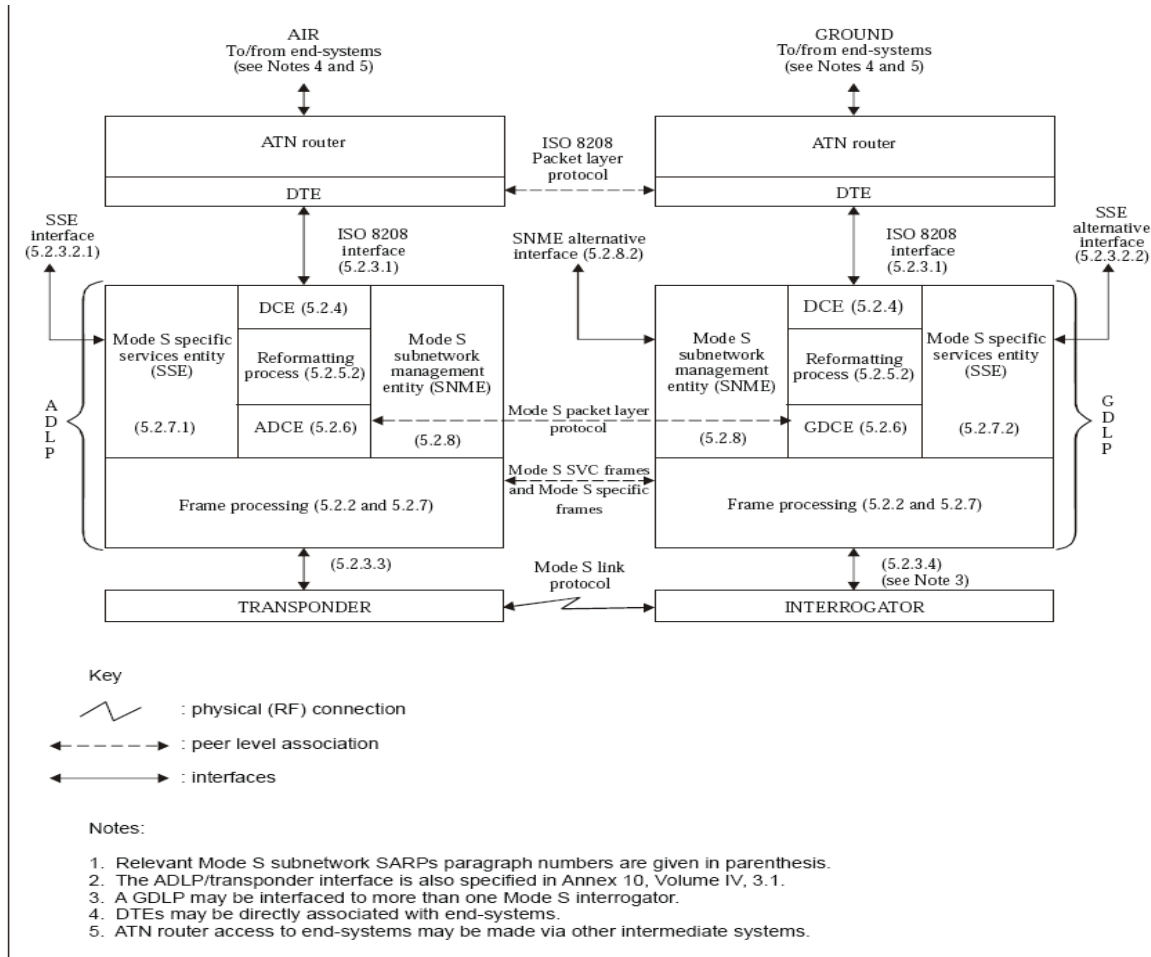 AIR
To/from end-systems
(see Notes 4 and 5)
GROUND
To/from end-systems
(see Notes 4 and 5)
ATN router
DTE
ISO 8208
Packet layer
protocol
ATN router
DTE
SSE
interface
(5.2.3.2.1)
ISO 8208
interface
(5.2.3.1)
SNME alternative
interface (5.2.8.2)
ISO 8208
interface
(5.2.3.1)
SSE
alternative
interface
(5.2.3.2.2)
A
D
L
P
Mode S specific
services entity
(SSE)
(5.2.7.1)
DCE (5.2.4)
Reformatting
process (5.2.5.2)
ADCE (5.2.6)
Mode S
subnetwork
management
entity (SNME)
(5.2.8)
Frame processing (5.2.2 and 5.2.7)
Mode S packet layer
protocol
Mode S SVC frames
and Mode S specific
frames
Mode S
subnetwork
management
entity (SNME)
(5.2.8)
DCE (5.2.4)
Reformatting
process (5.2.5.2)
GDCE (5.2.6)
Mode S specific
services entity
(SSE)
(5.2.7.2)
Frame processing (5.2.2 and 5.2.7)
G
D
L
P
(5.2.3.3)
TRANSPONDER
Mode S link
protocol
(5.2.3.4)
(see Note 3)
INTERROGATOR
Key
: physical (RF) connection
: peer level association
: interfaces
Notes:
1. Relevant Mode S subnetwork SARPs paragraph numbers are given in parenthesis.
2. The ADLP/transponder interface is also specified in Annex 10, Volume IV, 3.1.
3. A GDLP may be interfaced to more than one Mode S interrogator.
4. DTEs may be directly associated with end-systems.
5. ATN router access to end-systems may be made via other intermediate systems.